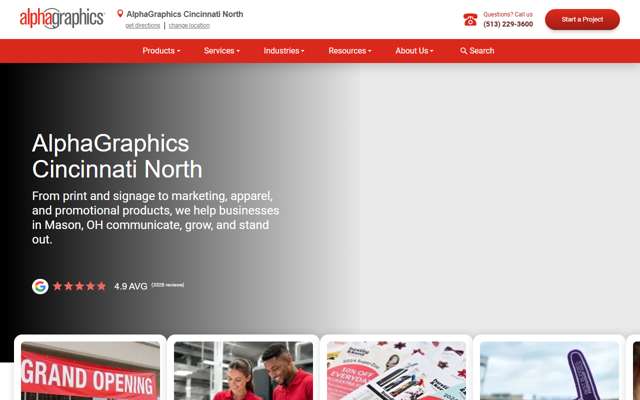 alphagraphics
AlphaGraphics Cincinnati North
get directions | change location
Questions? Call us
(513) 229-3600
Start a Project
Products Services Industries Resources About Us Search
AlphaGraphics
Cincinnati North
From print and signage to marketing, apparel,
and promotional products, we help businesses
in Mason, OH communicate, grow, and stand
out.
4.9 AVG (3328 reviews)
GRAND OPENING